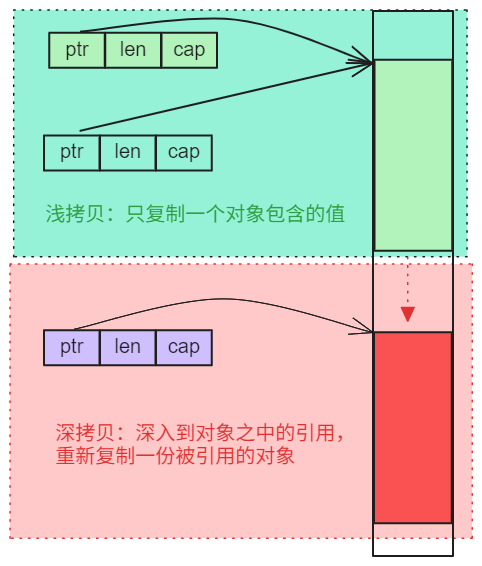 ptr len cap
ptr len cap
浅拷贝：只复制一个对象包含的值
ptr len cap
深拷贝：深入到对象之中的引用，
重新复制一份被引用的对象